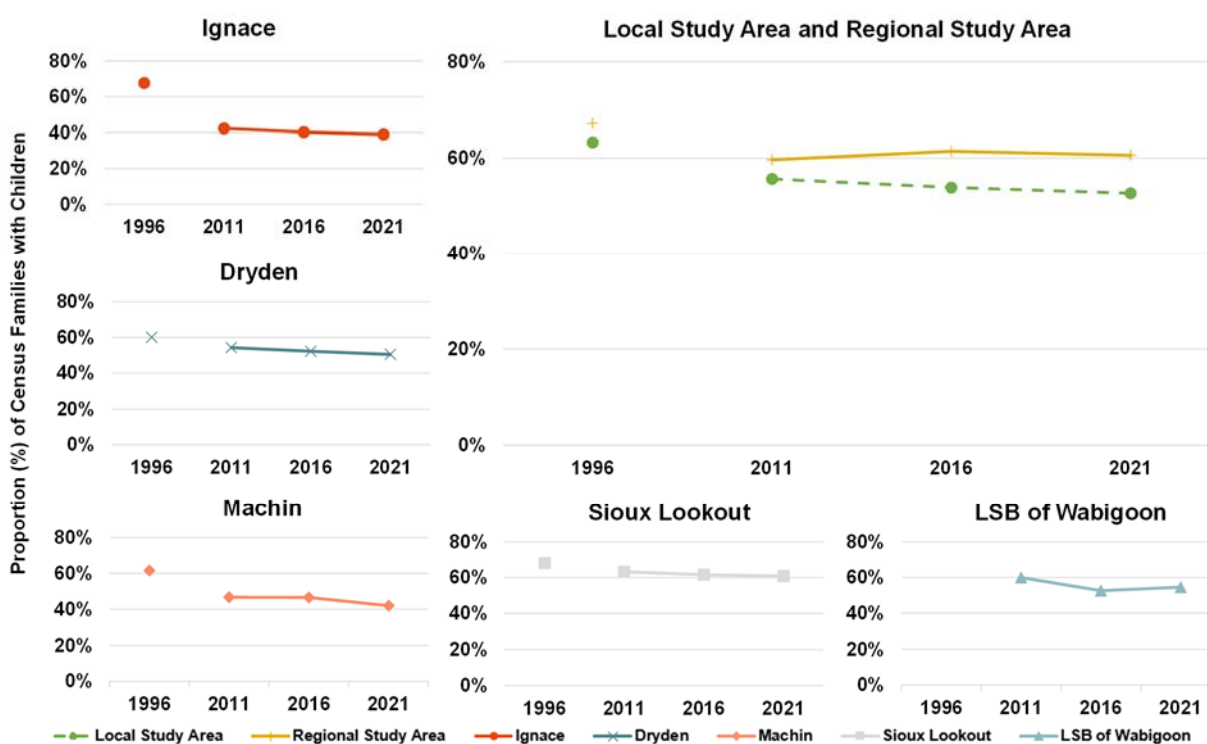 Proportion (%) of Census Families with Children
Ignace
80%
60%
40%
20%
0%
1996 2011 2016 2021
Local Study Area and Regional Study Area
80%
60%
40%
20%
0%
1996 2011 2016 2021
Dryden
80%
60%
40%
20%
0%
1996 2011 2016 2021
Machin
80%
60%
40%
20%
0%
1996 2011 2016 2021
Sioux Lookout
80%
60%
40%
20%
0%
1996 2011 2016 2021
LSB of Wabigoon
80%
60%
40%
20%
0%
1996 2011 2016 2021
Local Study Area Regional Study Area Ignace Dryden Machin Sioux Lookout LSB of Wabigoon